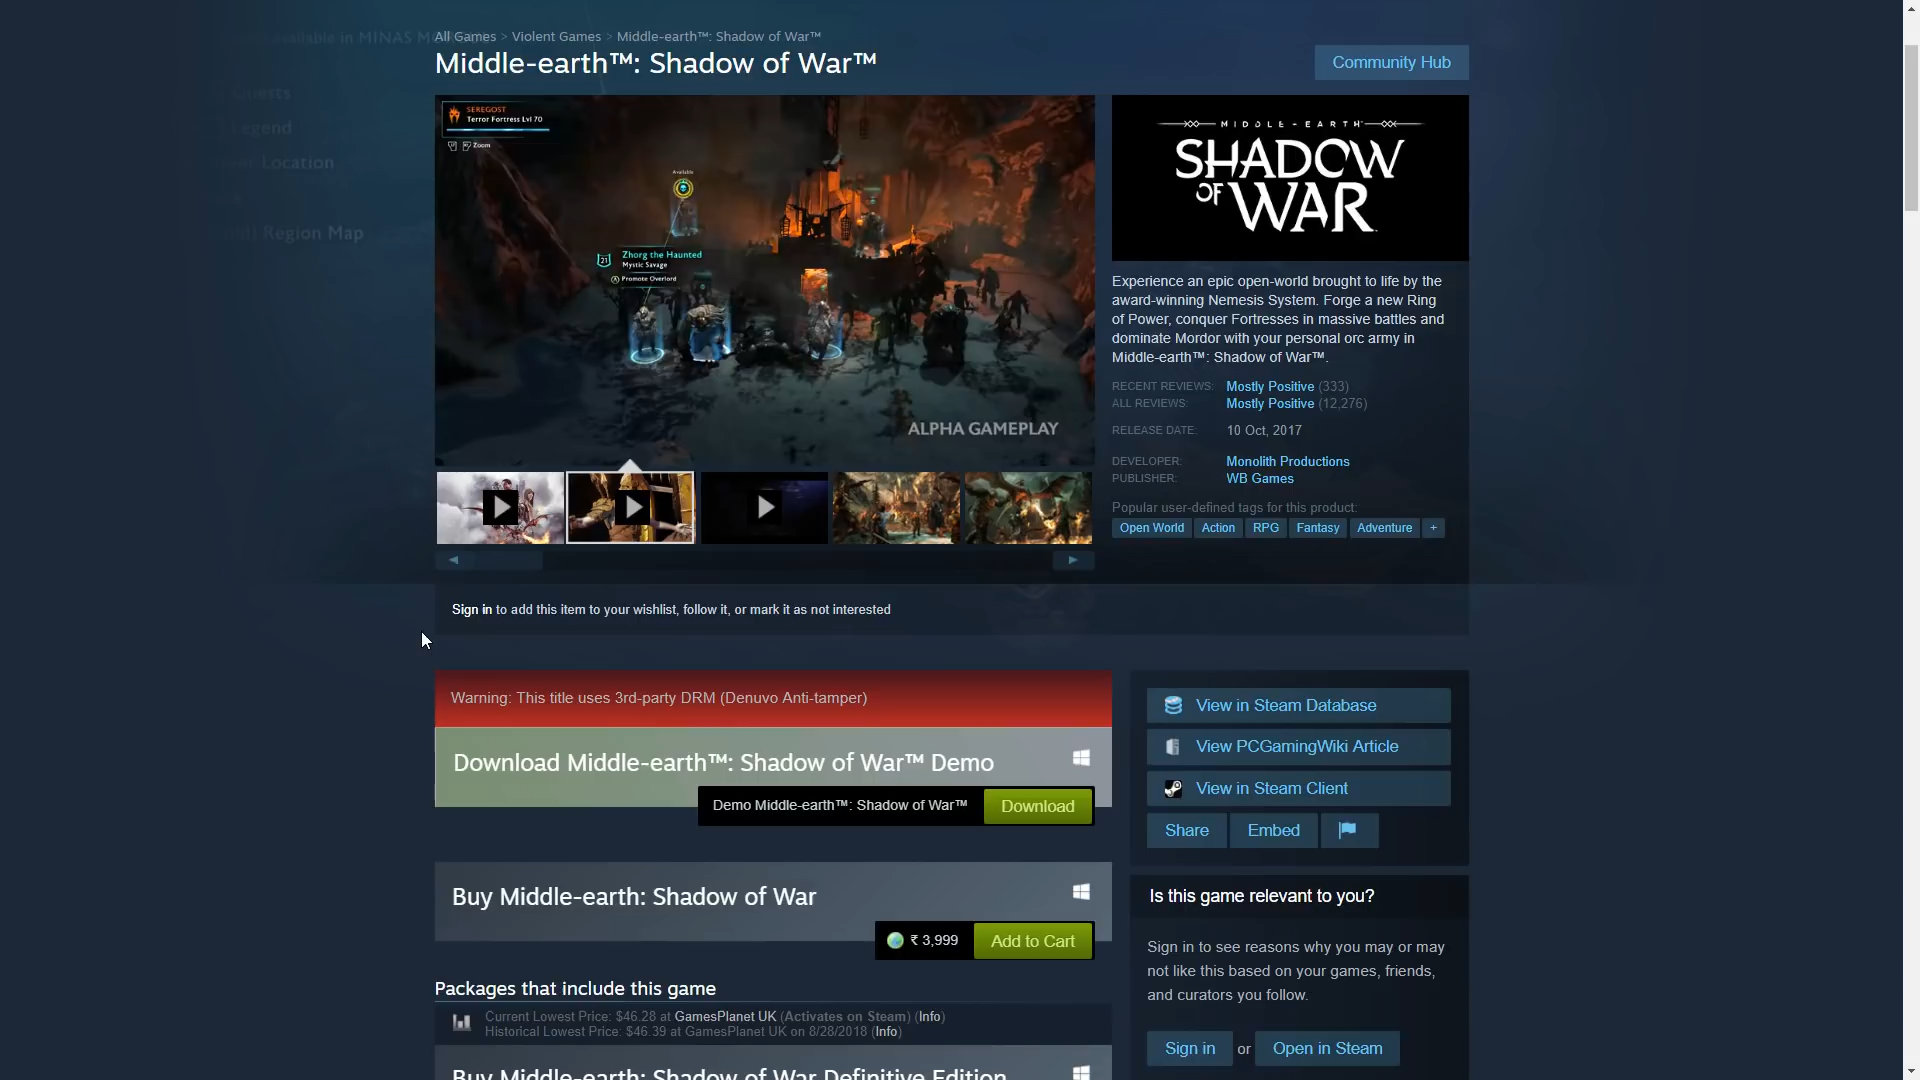 All Games > Violent Games > Middle-earth™: Shadow of War™
Middle-earth™: Shadow of War™
Community Hub
available in MINAS M
Location
Region Map
SEREGOST
Terror Fortress Lvl 70
Zoom
Available
21
Zhorg the Haunted
Mystic Savage
Promote Overlord
ALPHA GAMEPLAY
MIDDLE-EARTH
SHADOW
OF WAR
Experience an epic open-world brought to life by the
award-winning Nemesis System. Forge a new Ring
of Power, conquer Fortresses in massive battles and
dominate Mordor with your personal orc army in
Middle-earth™: Shadow of War™.
RECENT REVIEWS: Mostly Positive (333)
ALL REVIEWS: Mostly Positive (12,276)
RELEASE DATE: 10 Oct, 2017
DEVELOPER: Monolith Productions
PUBLISHER: WB Games
Popular user-defined tags for this product:
Open World Action RPG Fantasy Adventure +
Sign in to add this item to your wishlist, follow it, or mark it as not interested
Warning: This title uses 3rd-party DRM (Denuvo Anti-tamper)
Download Middle-earth™: Shadow of War™ Demo
Demo Middle-earth™: Shadow of War™ Download
Buy Middle-earth: Shadow of War
₹ 3,999 Add to Cart
Packages that include this game
Current Lowest Price: $46.28 at GamesPlanet UK (Activates on Steam) (Info)
Historical Lowest Price: $46.39 at GamesPlanet UK on 8/28/2018 (Info)
Buy Middle-earth: Shadow of War Definitive Edition
View in Steam Database
View PCGamingWiki Article
View in Steam Client
Share Embed
Is this game relevant to you?
Sign in to see reasons why you may or may
not like this based on your games, friends,
and curators you follow.
Sign in or Open in Steam